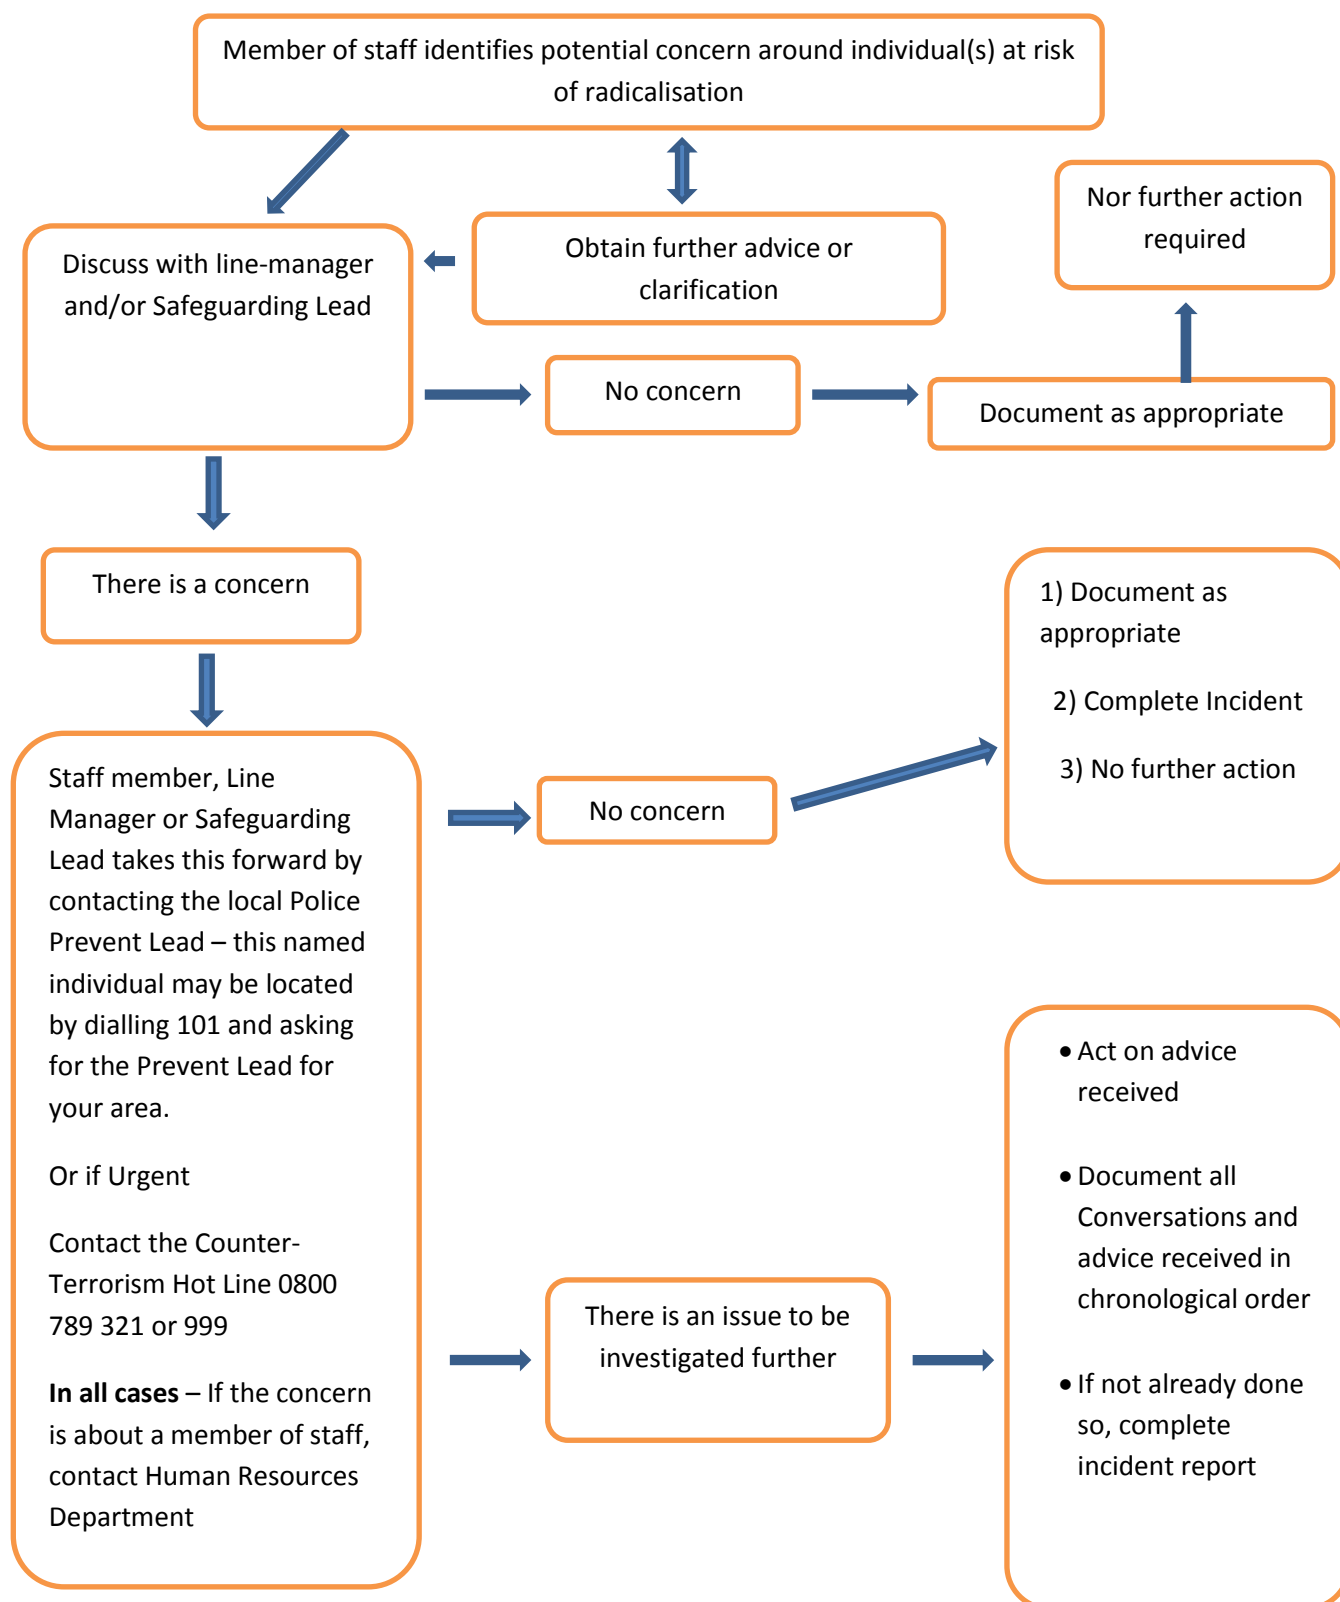 Member of staff identifies potential concern around individual(s) at risk
of radicalisation
Nor further action
required
Obtain further advice or
clarification
Discuss with line-manager
and/or Safeguarding Lead
No concern
Document as appropriate
There is a concern
1) Document as
appropriate
2) Complete Incident
3) No further action
Staff member, Line
Manager or Safeguarding
Lead takes this forward by
contacting the local Police
Prevent Lead – this named
individual may be located
by dialling 101 and asking
for the Prevent Lead for
your area.
Or if Urgent
Contact the Counter-
Terrorism Hot Line 0800
789 321 or 999
In all cases – If the concern
is about a member of staff,
contact Human Resources
Department
No concern
There is an issue to be
investigated further
• Act on advice
received
• Document all
Conversations and
advice received in
chronological order
• If not already done
so, complete
incident report